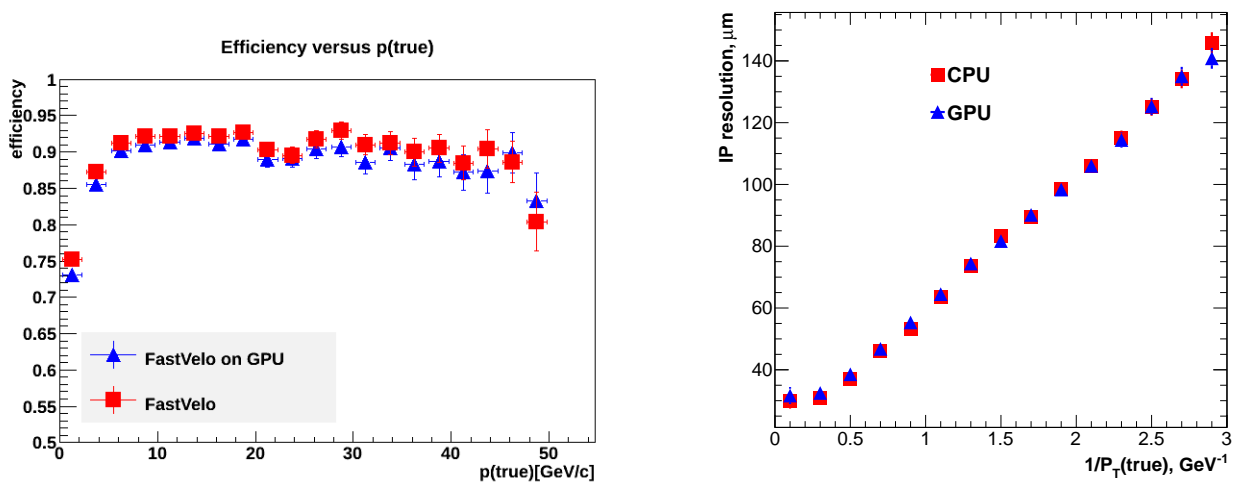 Efficiency versus p(true)
efficiency
1
0.95
0.9
0.85
0.8
0.75
0.7
0.65
0.6
0.55
0.5
FastVelo on GPU
FastVelo
0 10 20 30 40 50
p(true)[GeV/c]
IP resolution, μm
140
120
100
80
60
40
CPU
GPU
0 0.5 1 1.5 2 2.5 3
1/P_T(true), GeV⁻¹